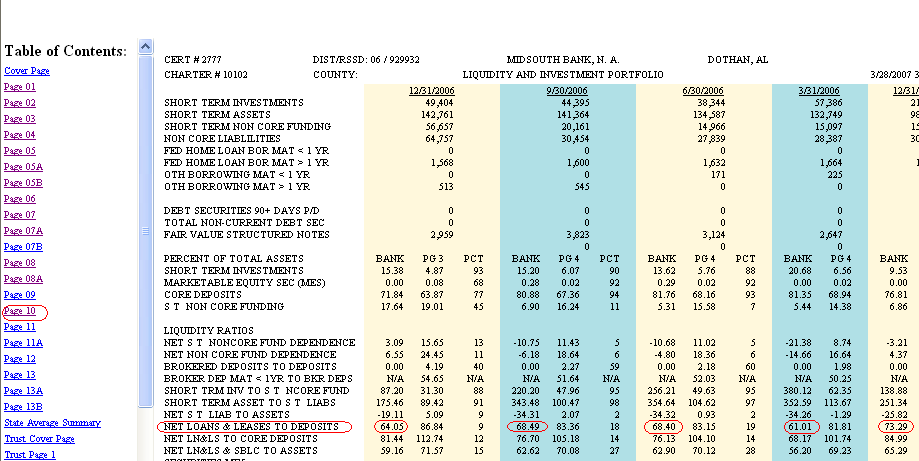 Table of Contents:
Cover Page
Page 01
Page 02
Page 03
Page 04
Page 05
Page 05A
Page 05B
Page 06
Page 07
Page 07A
Page 07B
Page 08
Page 08A
Page 09
Page 10
Page 11
Page 11A
Page 12
Page 13
Page 13A
Page 13B
State Average Summary
Trust Cover Page
Trust Page 1
CERT # 2777 DIST/RSSD: 06 / 929932 MIDSOUTH BANK, N. A. DOTHAN, AL
CHARTER # 10102 COUNTY: LIQUIDITY AND INVESTMENT PORTFOLIO 3/28/2007 3
12/31/2006 9/30/2006 6/30/2006 3/31/2006 12/31/
SHORT TERM INVESTMENTS 49,404 44,395 38,344 57,386 21
SHORT TERM ASSETS 142,761 141,364 134,587 132,749 98
SHORT TERM NON CORE FUNDING 56,657 20,161 14,966 15,097 15
NON CORE LIABLILITIES 64,757 30,454 27,839 28,387 30
FED HOME LOAN BOR MAT < 1 YR 0 0 0 0
FED HOME LOAN BOR MAT > 1 YR 1,568 1,600 1,632 1,664 1
OTH BORROWING MAT < 1 YR 0 0 171 225
OTH BORROWING MAT > 1 YR 513 545 0 0
DEBT SECURITIES 90+ DAYS P/D 0 0 0 0
TOTAL NON-CURRENT DEBT SEC 0 0 0 0
FAIR VALUE STRUCTURED NOTES 2,959 3,823 3,124 2,647
0 0 0
PERCENT OF TOTAL ASSETS BANK PG 3 PCT BANK PG 4 PCT BANK PG 4 PCT BANK PG 4 BANK
SHORT TERM INVESTMENTS 15.38 4.87 93 15.20 6.07 90 13.62 5.76 88 20.68 6.56 9.53
MARKETABLE EQUITY SEC (MES) 0.00 0.08 68 0.28 0.02 92 0.29 0.02 92 0.00 0.02 0.00
CORE DEPOSITS 71.84 63.87 77 80.88 67.36 94 81.76 68.16 93 81.35 68.94 76.81
S T NON CORE FUNDING 17.64 19.01 45 6.90 16.24 11 5.31 15.58 7 5.44 14.38 6.86
LIQUIDITY RATIOS
NET S T NONCORE FUND DEPENDENCE 3.09 15.65 13 -10.75 11.43 5 -10.68 11.02 5 -21.38 8.74 -3.21
NET NON CORE FUND DEPENDENCE 6.55 24.45 11 -6.18 18.64 6 -4.80 18.36 6 -14.66 16.64 4.37
BROKERED DEPOSITS TO DEPOSITS 0.00 4.19 40 0.00 2.27 59 0.00 2.18 60 0.00 1.98 0.00
BROKER DEP MAT < 1YR TO BKR DEPS N/A 54.65 N/A N/A 51.64 N/A N/A 52.03 N/A N/A 50.25 N/A
SHORT TRM INV TO S T NCORE FUND 87.20 31.30 88 220.20 47.96 95 256.21 49.63 95 380.12 62.35 138.88
SHORT TERM ASSET TO S T LIABS 175.46 89.42 91 343.48 100.47 98 354.64 104.62 97 352.59 113.67 251.34
NET S T LIAB TO ASSETS -19.11 5.09 9 -34.31 2.07 2 -34.32 0.93 2 -34.26 -1.29 -25.82
NET LOANS & LEASES TO DEPOSITS 64.05 86.84 9 68.49 83.36 18 68.40 83.15 19 61.01 81.81 73.29
NET LN&LS TO CORE DEPOSITS 81.44 112.74 12 76.70 105.18 14 76.13 104.10 14 68.17 101.74 84.99
NET LN&LS & SBLC TO ASSETS 59.16 71.57 15 62.62 70.08 27 62.90 70.12 28 56.20 69.23 65.71